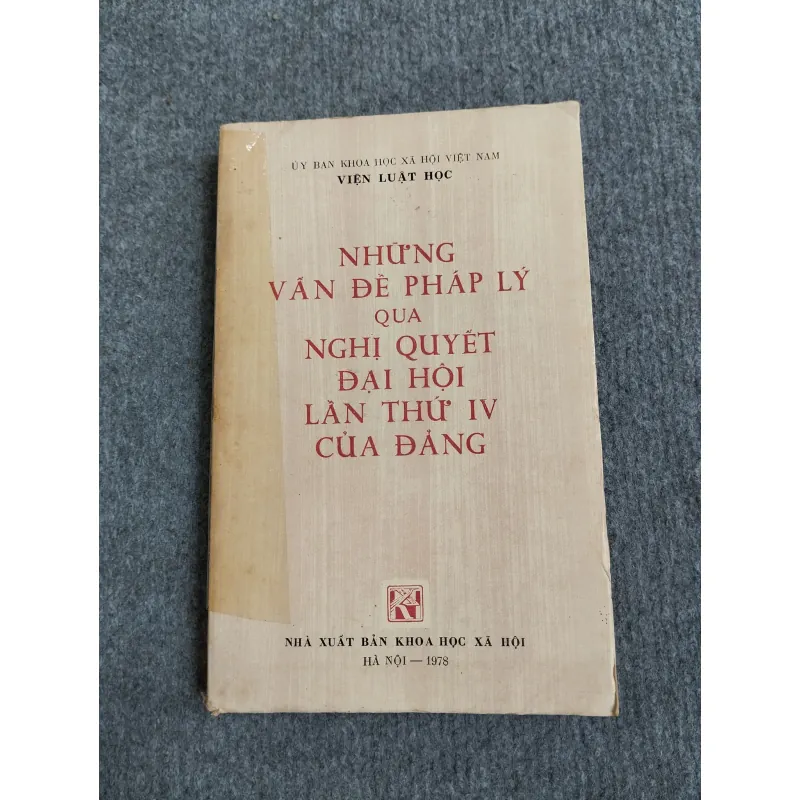 ỦY BAN KHOA HỌC XÃ HỘI VIỆT NAM
VIỆN LUẬT HỌC
NHỮNG
VẤN ĐỀ PHÁP LÝ
QUA
NGHỊ QUYẾT
ĐẠI HỘI
LẦN THỨ IV
CỦA ĐẢNG
NHÀ XUẤT BẢN KHOA HỌC XÃ HỘI
HÀ NỘI — 1978